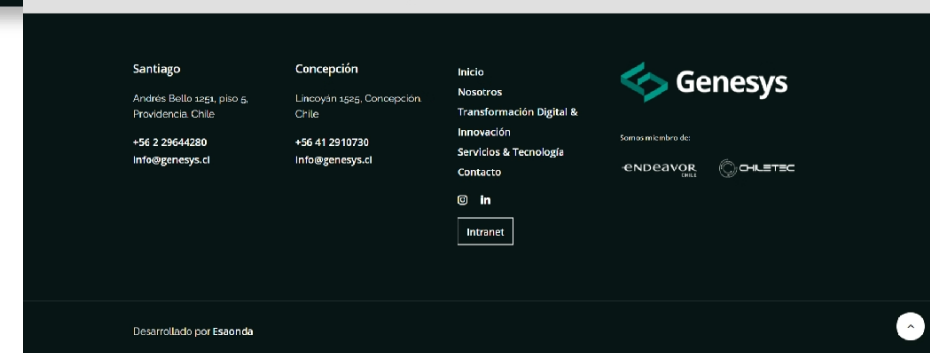 Santiago
Andrés Bello 1251, piso 5,
Providencia. Chile
+56 2 29644280
info@genesys.cl
Concepción
Lincoyán 1525, Concepción.
Chile
+56 41 2910730
info@genesys.cl
Inicio
Nosotros
Transformación Digital &
Innovación
Servicios & Tecnología
Contacto
in
Intranet
Genesys
Somos miembro de:
ENDEAVOR
CHILE
CHILETEC
Desarrollado por Esaonda